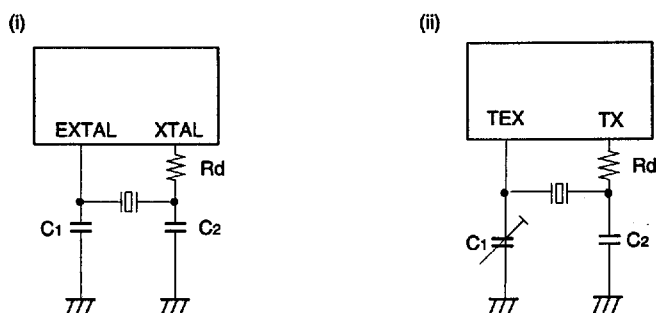 (i)
EXTAL XTAL
Rd
C1
C2
(ii)
TEX TX
Rd
C1
C2